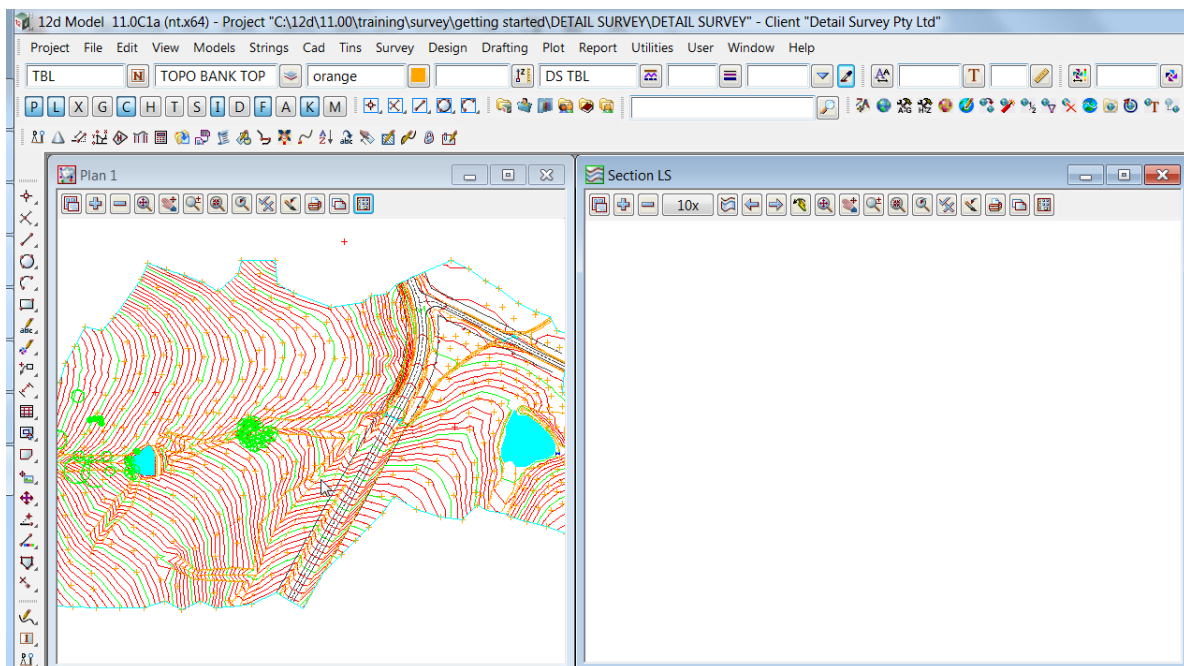 12d Model 11.0C1a (nt.x64) - Project "C:\12d\11.00\training\survey\getting started\DETAIL SURVEY\DETAIL SURVEY" - Client "Detail Survey Pty Ltd"
Project File Edit View Models Strings Cad Tins Survey Design Drafting Plot Report Utilities User Window Help
TBL N TOPO BANK TOP orange DS TBL T
P L X G C H T S I D F A K M
Plan 1
Section LS
10x
abc